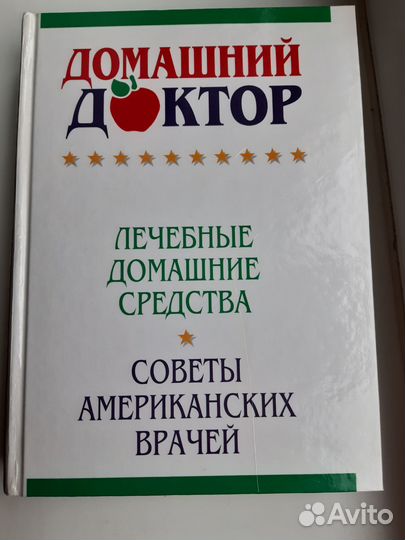 ДОМАШНИЙ
ДОКТОР
ЛЕЧЕБНЫЕ
ДОМАШНИЕ
СРЕДСТВА
СОВЕТЫ
АМЕРИКАНСКИХ
ВРАЧЕЙ
Avito